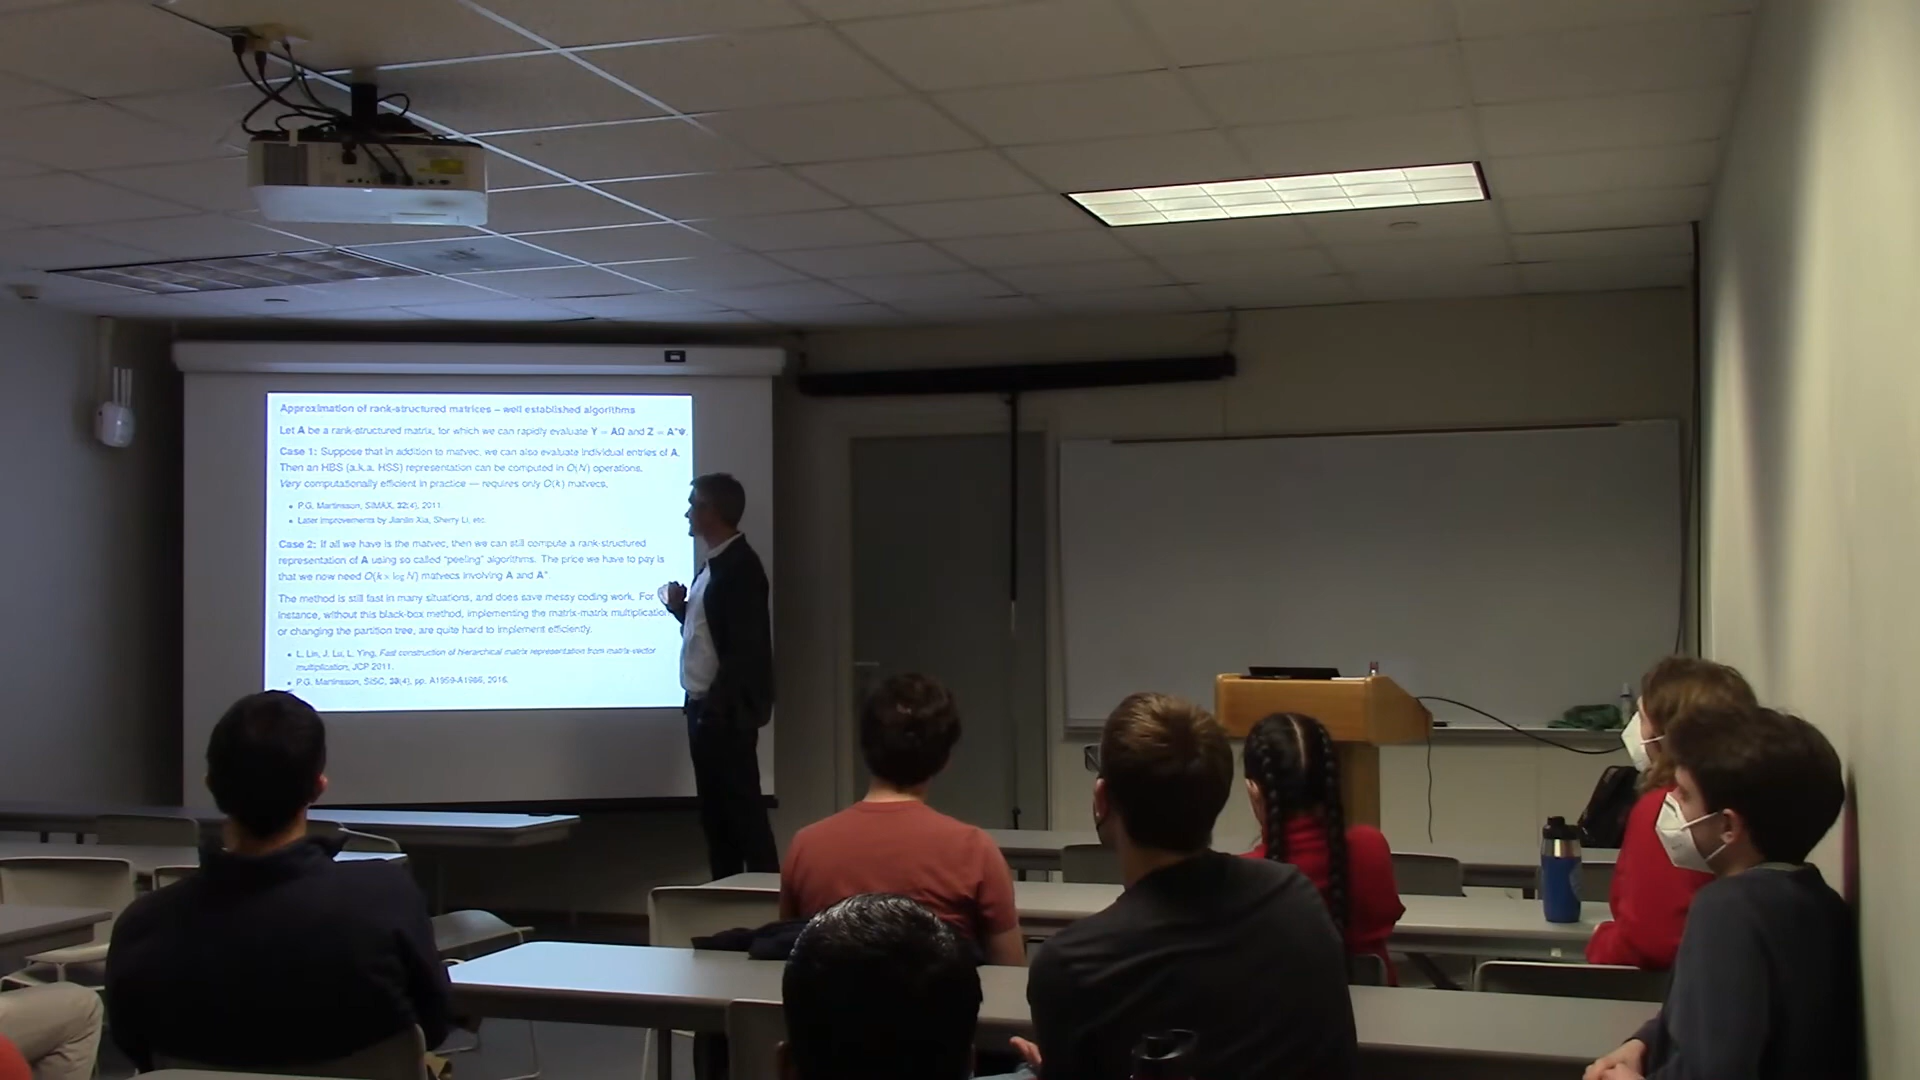 Approximation of rank-structured matrices – well established algorithms
Let A be a rank-structured matrix, for which we can rapidly evaluate Y = AΩ and Z = A*Ψ.
Case 1: Suppose that in addition to matvec, we can also evaluate individual entries of A.
Then an HBS (a.k.a. HSS) representation can be computed in O(N) operations.
Very computationally efficient in practice — requires only O(k) matvecs.
• P.G. Martinsson, SIMAX, 32(4), 2011.
• Later improvements by Jianlin Xia, Sherry Li, etc.
Case 2: If all we have is the matvec, then we can still compute a rank-structured
representation of A using so called "peeling" algorithms. The price we have to pay is
that we now need O(k × log N) matvecs involving A and A*.
The method is still fast in many situations, and does save messy coding work. For
instance, without this black-box method, implementing the matrix-matrix multiplication
or changing the partition tree, are quite hard to implement efficiently.
• L. Lin, J. Lu, L. Ying, Fast construction of hierarchical matrix representation from matrix-vector
multiplication, JCP 2011.
• P.G. Martinsson, SISC, 38(4), pp. A1959-A1986, 2016.